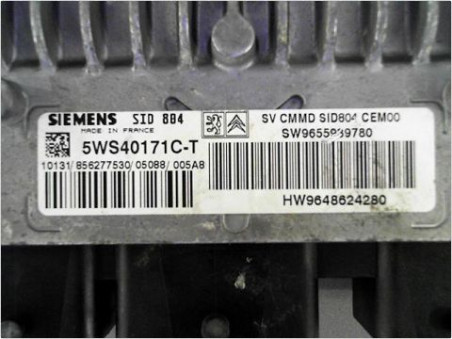 SIEMENS SID 804
MADE IN FRANCE
5WS40171C-T
10131/856277530/05088/005A8
SV CMMD SID804 CEM00
HW9648624280